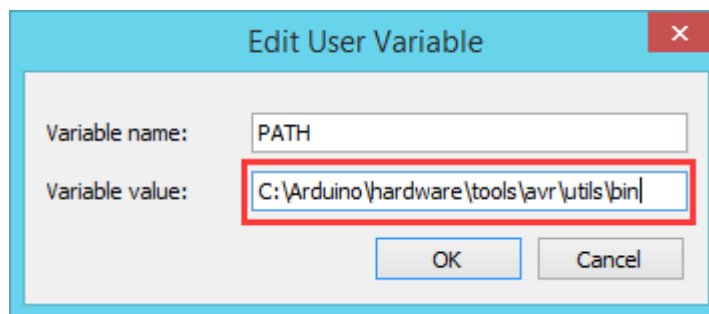 Edit User Variable
Variable name: PATH
Variable value: C:\Arduino\hardware\tools\avr\utils\bin
OK Cancel